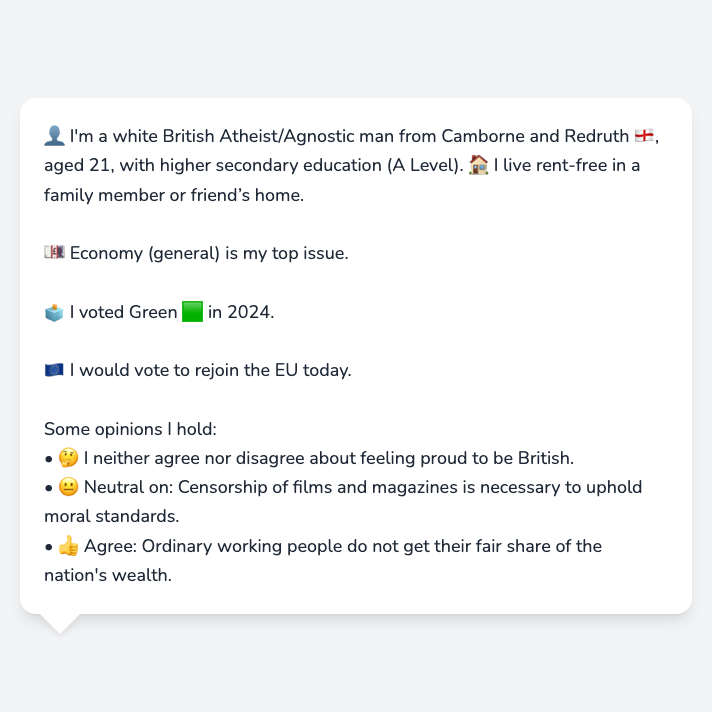 👤 I'm a white British Atheist/Agnostic man from Camborne and Redruth 🏴󠁧󠁢󠁥󠁮󠁧󠁿,
aged 21, with higher secondary education (A Level). 🏠 I live rent-free in a
family member or friend’s home.
💷 Economy (general) is my top issue.
🗳️ I voted Green 🟩 in 2024.
🇪🇺 I would vote to rejoin the EU today.
Some opinions I hold:
• 🤔 I neither agree nor disagree about feeling proud to be British.
• 😐 Neutral on: Censorship of films and magazines is necessary to uphold
moral standards.
• 👍 Agree: Ordinary working people do not get their fair share of the
nation's wealth.